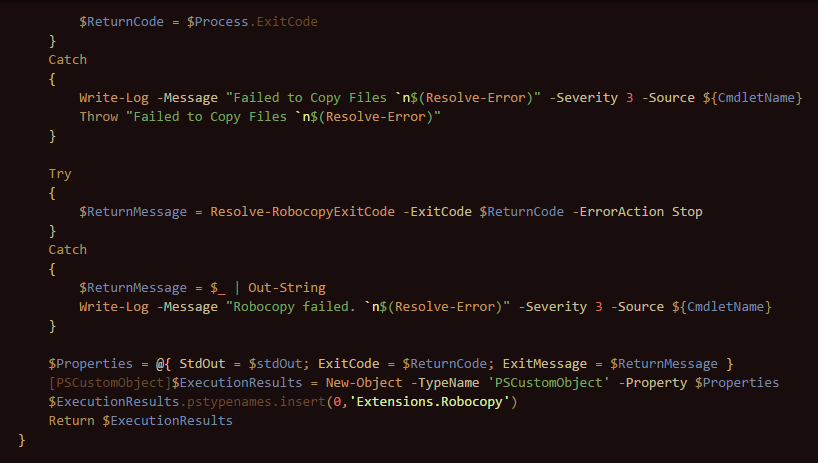 $ReturnCode = $Process.ExitCode
}
Catch
{
Write-Log -Message "Failed to Copy Files `n$(Resolve-Error)" -Severity 3 -Source ${CmdletName}
Throw "Failed to Copy Files `n$(Resolve-Error)"
}
Try
{
$ReturnMessage = Resolve-RobocopyExitCode -ExitCode $ReturnCode -ErrorAction Stop
}
Catch
{
$ReturnMessage = $_ | Out-String
Write-Log -Message "Robocopy failed. `n$(Resolve-Error)" -Severity 3 -Source ${CmdletName}
}
$Properties = @{ StdOut = $stdOut; ExitCode = $ReturnCode; ExitMessage = $ReturnMessage }
[PSCustomObject]$ExecutionResults = New-Object -TypeName 'PSCustomObject' -Property $Properties
$ExecutionResults.pstypenames.insert(0,'Extensions.Robocopy')
Return $ExecutionResults
}